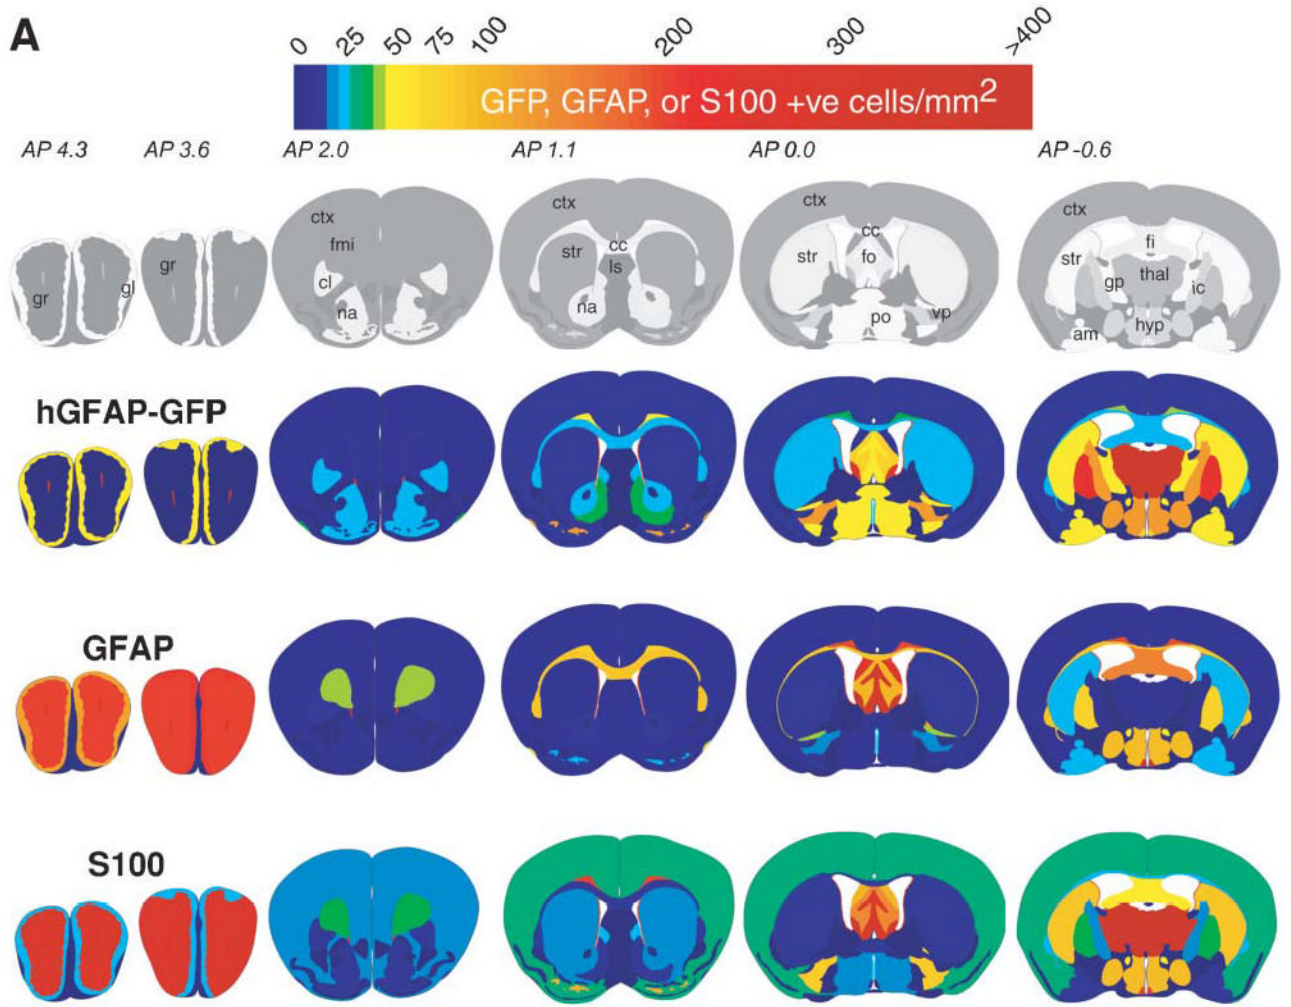 A
0 25 50 75 100 200 300 >400
GFP, GFAP, or S100 +ve cells/mm2
AP 4.3 AP 3.6 AP 2.0 AP 1.1 AP 0.0 AP -0.6
ctx ctx ctx ctx
fmi str cc ls str cc fo str fi
gr gl gr cl gp thal ic
na na po vp am hyp
hGFAP-GFP
GFAP
S100